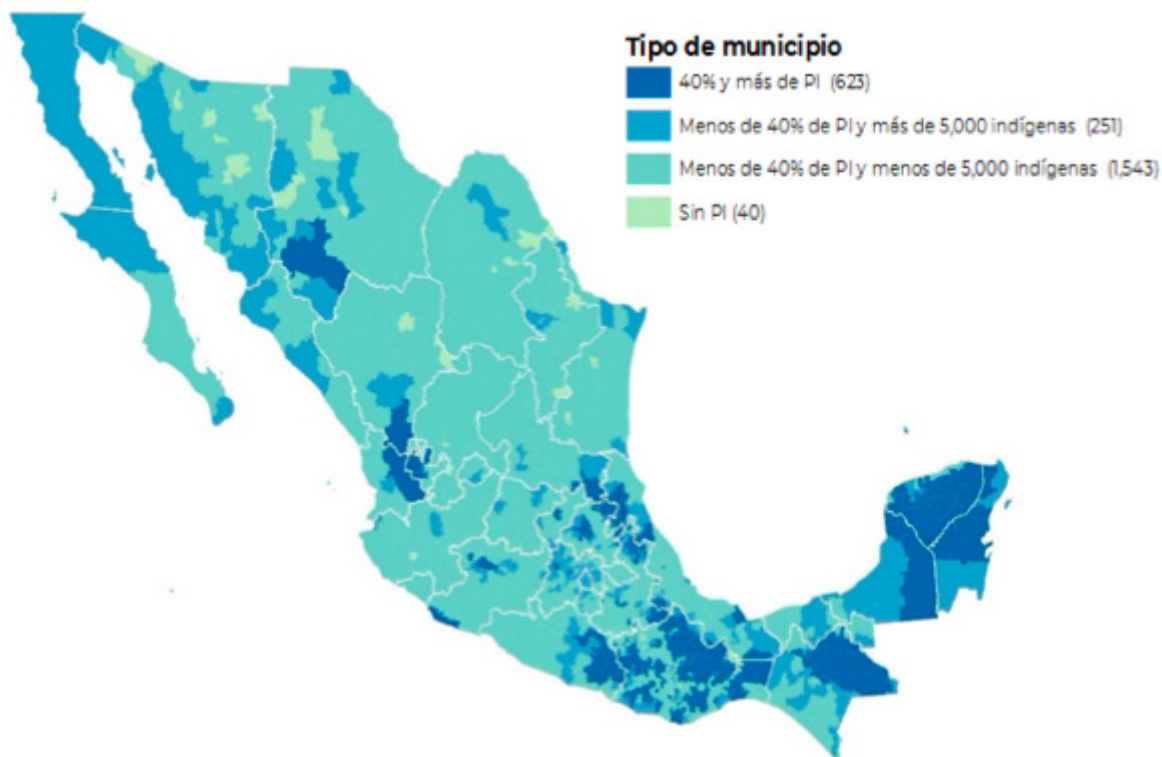 Tipo de municipio
40% y más de PI (623)
Menos de 40% de PI y más de 5,000 indígenas (251)
Menos de 40% de PI y menos de 5,000 indígenas (1,543)
Sin PI (40)